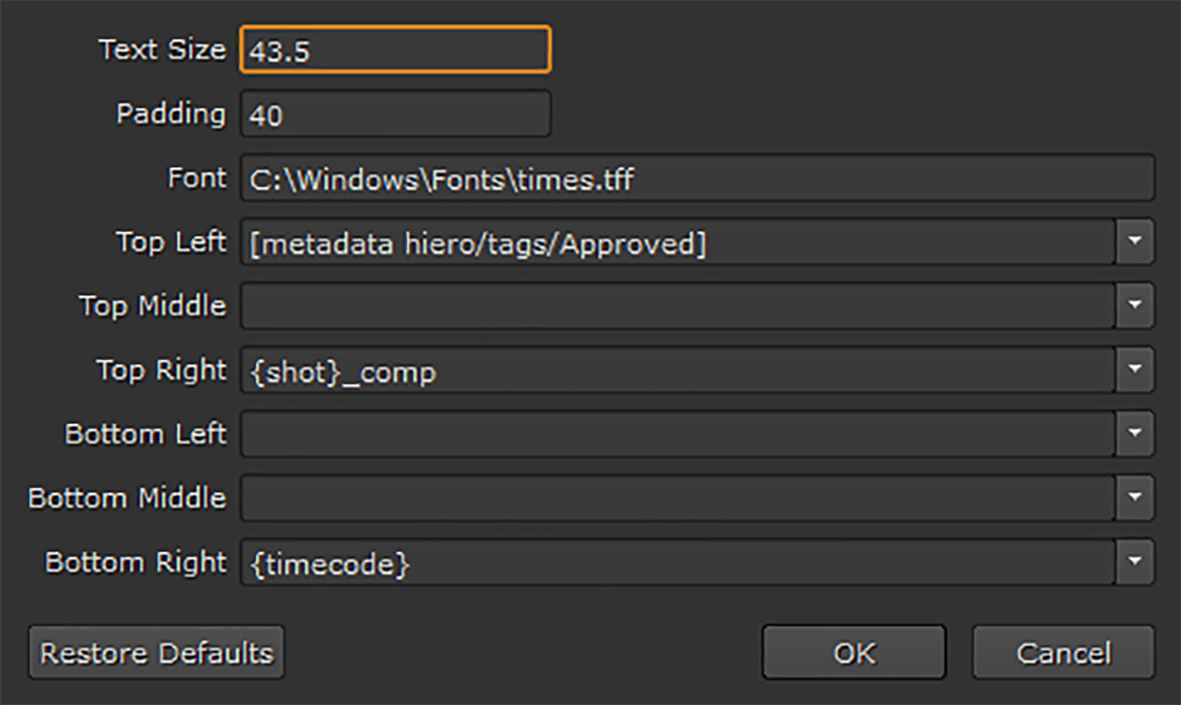 Text Size 43.5
Padding 40
Font C:\Windows\Fonts\times.tff
Top Left [metadata hiero/tags/Approved]
Top Middle
Top Right {shot}_comp
Bottom Left
Bottom Middle
Bottom Right {timecode}
Restore Defaults OK Cancel